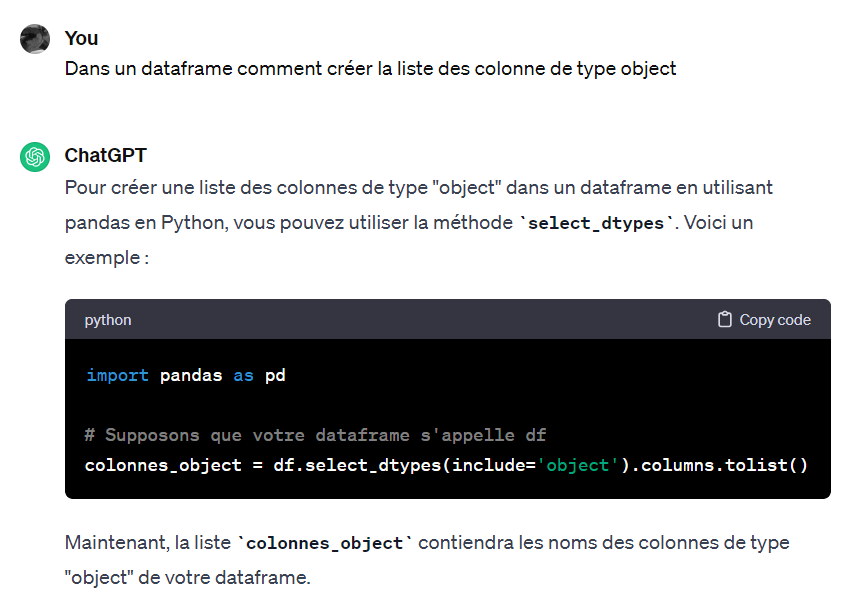 You
Dans un dataframe comment créer la liste des colonne de type object
ChatGPT
Pour créer une liste des colonnes de type "object" dans un dataframe en utilisant
pandas en Python, vous pouvez utiliser la méthode `select_dtypes`. Voici un
exemple :
python
Copy code
import pandas as pd
# Supposons que votre dataframe s'appelle df
colonnes_object = df.select_dtypes(include='object').columns.tolist()
Maintenant, la liste `colonnes_object` contiendra les noms des colonnes de type
"object" de votre dataframe.